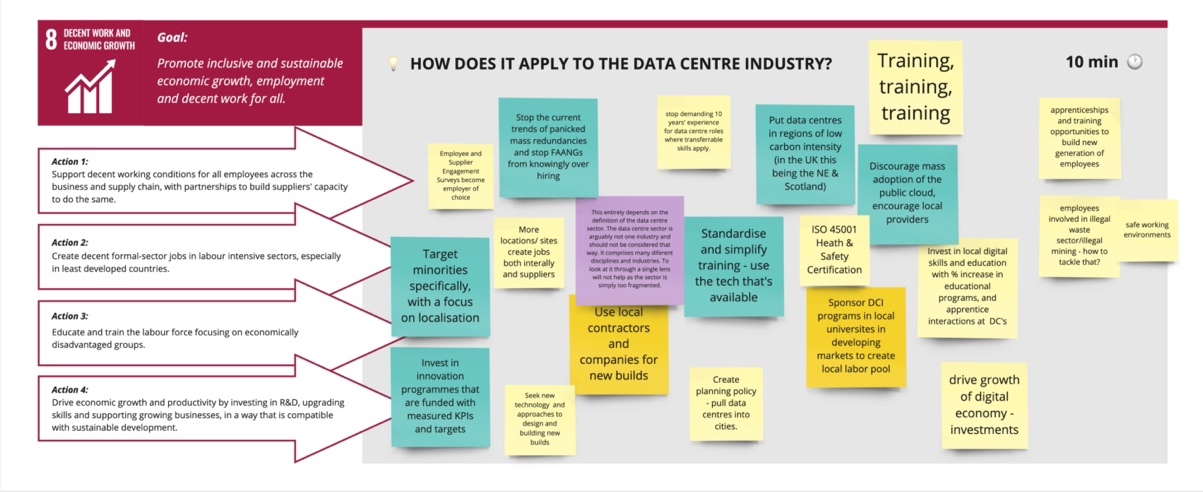 8 DECENT WORK AND
ECONOMIC GROWTH
Goal:
Promote inclusive and sustainable
economic growth, employment
and decent work for all.
HOW DOES IT APPLY TO THE DATA CENTRE INDUSTRY?
10 min
Action 1:
Support decent working conditions for all employees across the
business and supply chain, with partnerships to build suppliers' capacity
to do the same.
Action 2:
Create decent formal-sector jobs in labour intensive sectors, especially
in least developed countries.
Action 3:
Educate and train the labour force focusing on economically
disadvantaged groups.
Action 4:
Drive economic growth and productivity by investing in R&D, upgrading
skills and supporting growing businesses, in a way that is compatible
with sustainable development.
Employee and
Supplier
Engagement
Surveys become
employer of
choice
Stop the current
trends of panicked
mass redundancies
and stop FAANGs
from knowingly over
hiring
stop demanding 10
years' experience
for data centre roles
where transferrable
skills apply.
Put data centres
in regions of low
carbon intensity
(in the UK this
being the NE &
Scotland)
Training,
training,
training
apprenticeships
and training
opportunities to
build new
generation of
employees
Discourage mass
adoption of the
public cloud,
encourage local
providers
employees
involved in illegal
waste
sector/illegal
mining - how to
tackle that?
safe working
environments
Target
minorities
specifically,
with a focus
on localisation
More
locations/ sites
create jobs
both interally
and suppliers
This entirely depends on the
definition of the data centre
sector. The data centre sector is
arguably not one industry and
should not be considered that
way. It comprises many diferent
disciplines and industries. To
look at it through a single lens
will not help as the sector is
simply too fragmented.
Standardise
and simplify
training - use
the tech that's
available
ISO 45001
Heath &
Safety
Certification
Invest in local digital
skills and education
with % increase in
educational
programs, and
apprentice
interactions at DC's
Use local
contractors
and
companies for
new builds
Sponsor DCI
programs in local
universites in
developing
markets to create
local labor pool
Invest in
innovation
programmes that
are funded with
measured KPIs
and targets
Seek new
technology and
approaches to
design and
building new
builds
Create
planning policy
- pull data
centres into
cities.
drive growth
of digital
economy -
investments